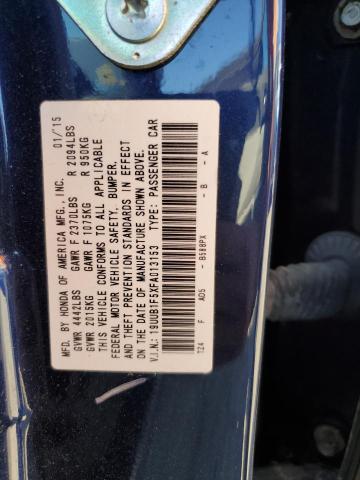 MFD. BY HONDA OF AMERICA MFG., INC. 01/15
GVWR 4442LBS GAWR F 2370LBS R 2094LBS
GVWR 2015KG GAWR F 1075KG R 950KG
THIS VEHICLE CONFORMS TO ALL APPLICABLE
FEDERAL MOTOR VEHICLE SAFETY, BUMPER,
AND THEFT PREVENTION STANDARDS IN EFFECT
ON THE DATE OF MANUFACTURE SHOWN ABOVE.
V.I.N.: 19UUB1F5XFA013153 TYPE: PASSENGER CAR
T24 F AD5 - B588PX - B - A